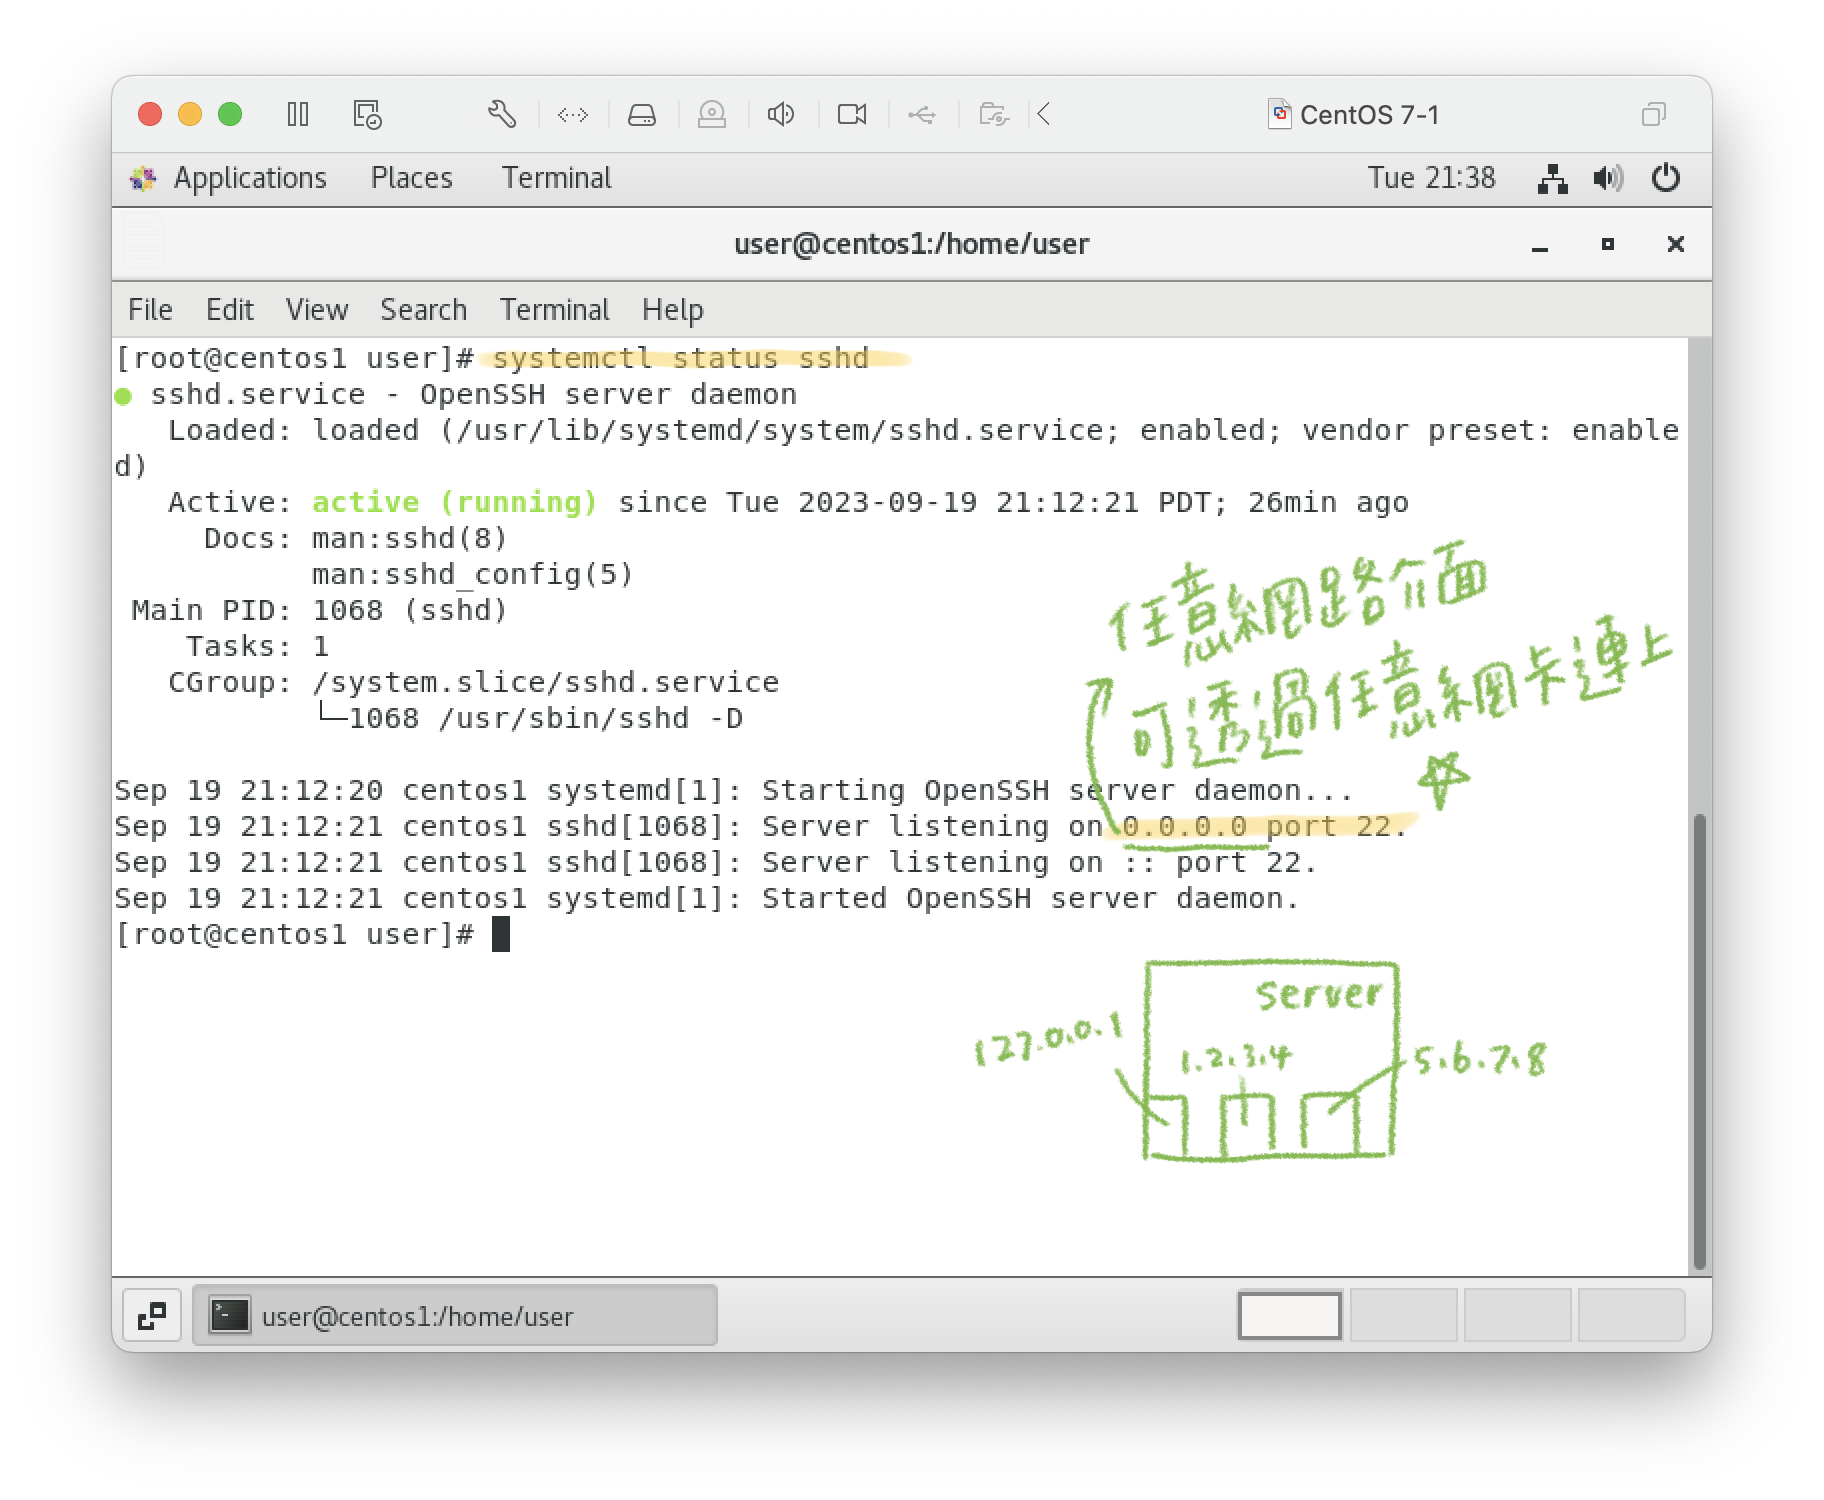 CentOS 7-1
Applications Places Terminal Tue 21:38
user@centos1:/home/user
File Edit View Search Terminal Help
[root@centos1 user]# systemctl status sshd
● sshd.service - OpenSSH server daemon
Loaded: loaded (/usr/lib/systemd/system/sshd.service; enabled; vendor preset: enable
d)
Active: active (running) since Tue 2023-09-19 21:12:21 PDT; 26min ago
Docs: man:sshd(8)
man:sshd_config(5)
Main PID: 1068 (sshd)
Tasks: 1
CGroup: /system.slice/sshd.service
└─1068 /usr/sbin/sshd -D
任意網路介面
可透過任意網卡連上
Sep 19 21:12:20 centos1 systemd[1]: Starting OpenSSH server daemon...
Sep 19 21:12:21 centos1 sshd[1068]: Server listening on 0.0.0.0 port 22.
Sep 19 21:12:21 centos1 sshd[1068]: Server listening on :: port 22.
Sep 19 21:12:21 centos1 systemd[1]: Started OpenSSH server daemon.
[root@centos1 user]#
server
127.0.0.1
1.2.3.4
5.6.7.8
user@centos1:/home/user